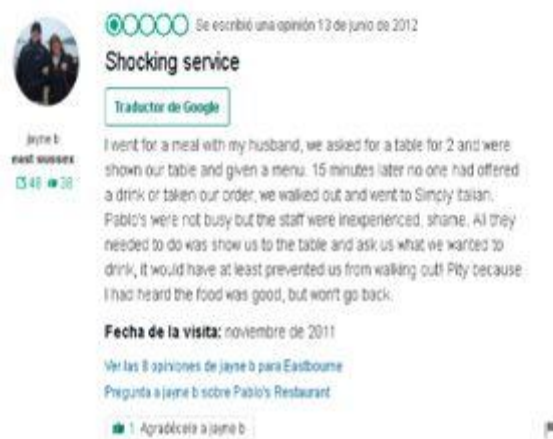 Se escribió una opinión 13 de junio de 2012
Shocking service
Traductor de Google
jayne b
east sussex
48 38
I went for a meal with my husband, we asked for a table for 2 and were
shown our table and given a menu. 15 minutes later no one had offered
a drink or taken our order, we walked out and went to Simply Italian.
Pablo's were not busy but the staff were inexperienced, shame. All they
needed to do was show us to the table and ask us what we wanted to
drink, it would have at least prevented us from walking out! Pity because
I had heard the food was good, but won't go back.
Fecha de la visita: noviembre de 2011
Ver las 8 opiniones de jayne b para Eastbourne
Pregunta a jayne b sobre Pablo's Restaurant
1 Agradécele a jayne b